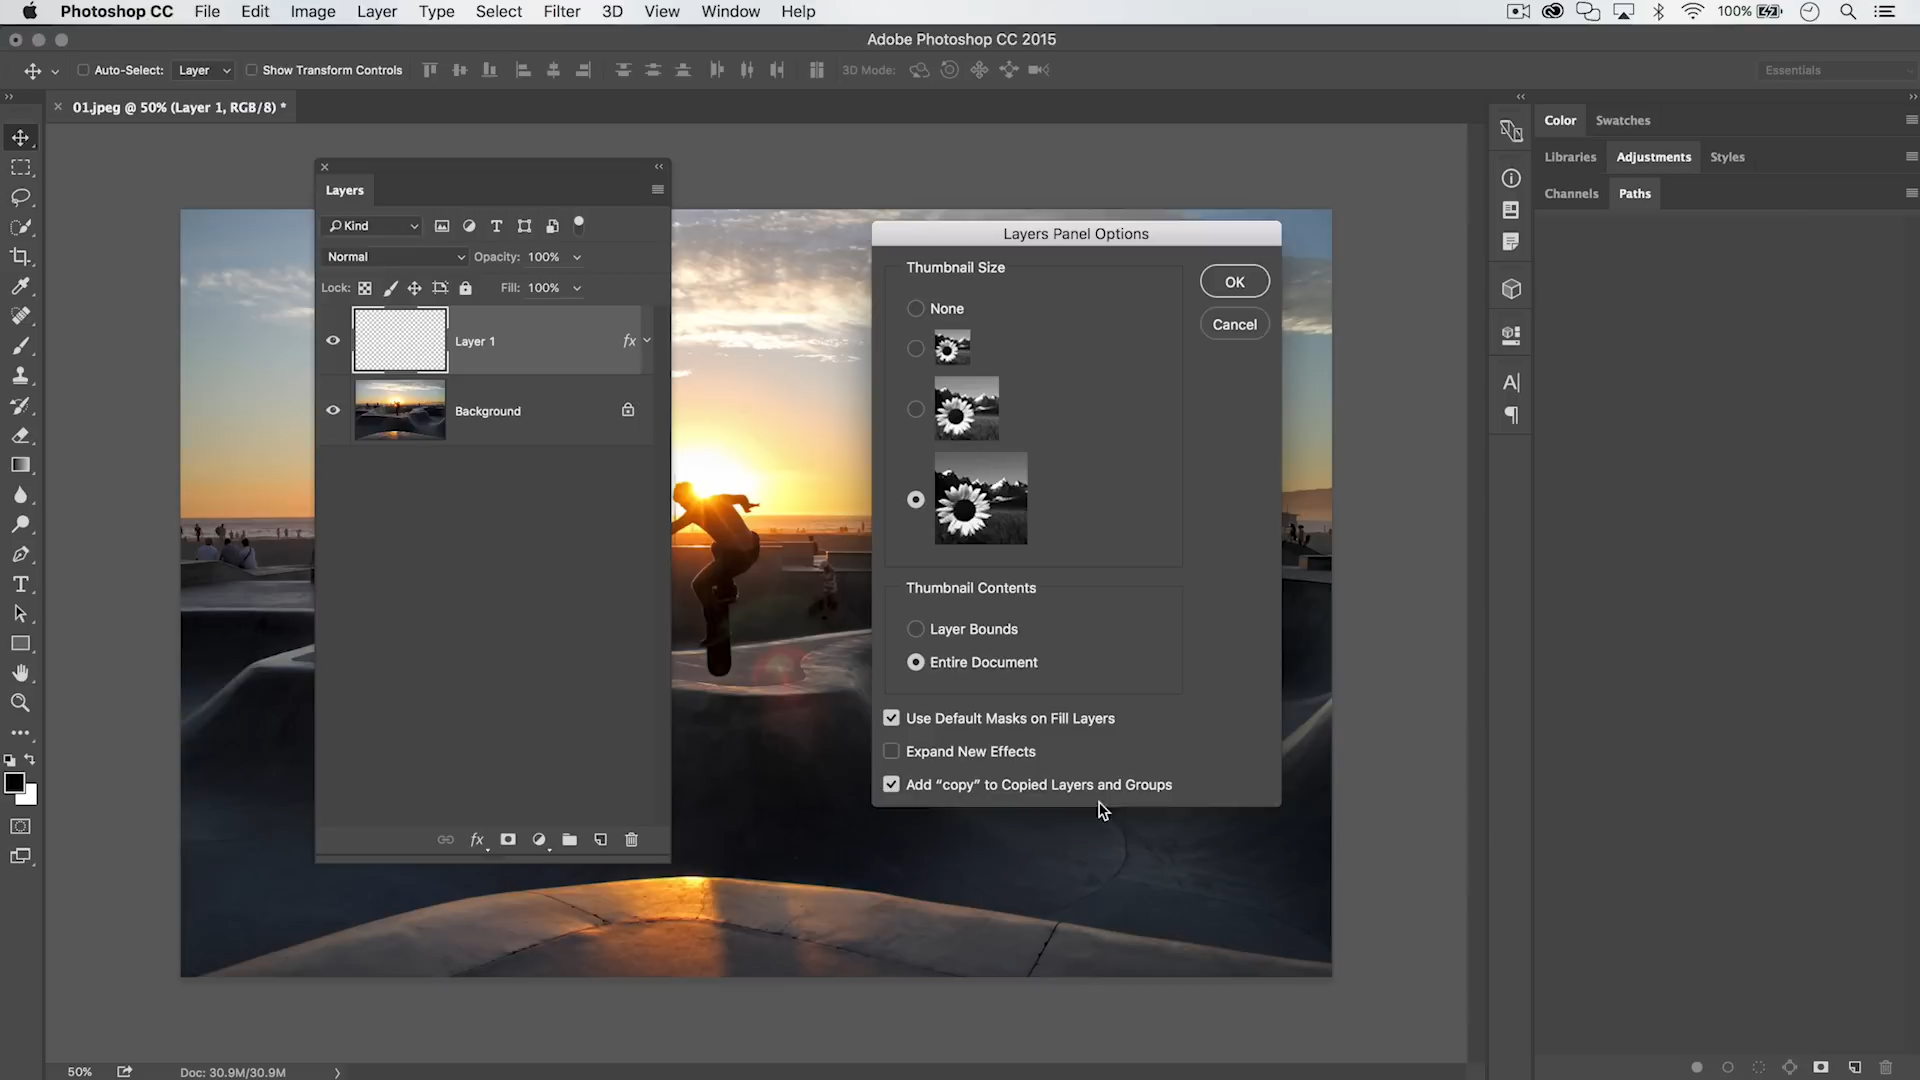 Photoshop CC File Edit Image Layer Type Select Filter 3D View Window Help 100%
Adobe Photoshop CC 2015
Auto-Select: Layer Show Transform Controls 3D Mode: Essentials
01.jpeg @ 50% (Layer 1, RGB/8) *
Layers
Kind
Normal Opacity: 100%
Lock: Fill: 100%
Layer 1 fx
Background
fx
Layers Panel Options
Thumbnail Size
None
OK
Cancel
Thumbnail Contents
Layer Bounds
Entire Document
Use Default Masks on Fill Layers
Expand New Effects
Add “copy” to Copied Layers and Groups
Color Swatches
Libraries Adjustments Styles
Channels Paths
50% Doc: 30.9M/30.9M